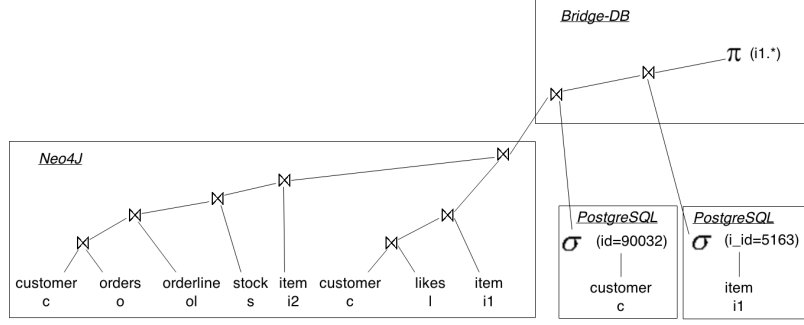 Bridge-DB
π (i1.*)
Neo4J
PostgreSQL
σ (id=90032)
customer
c
PostgreSQL
σ (i_id=5163)
item
i1
customer orders orderline stock item customer likes item
c o ol s i2 c l i1